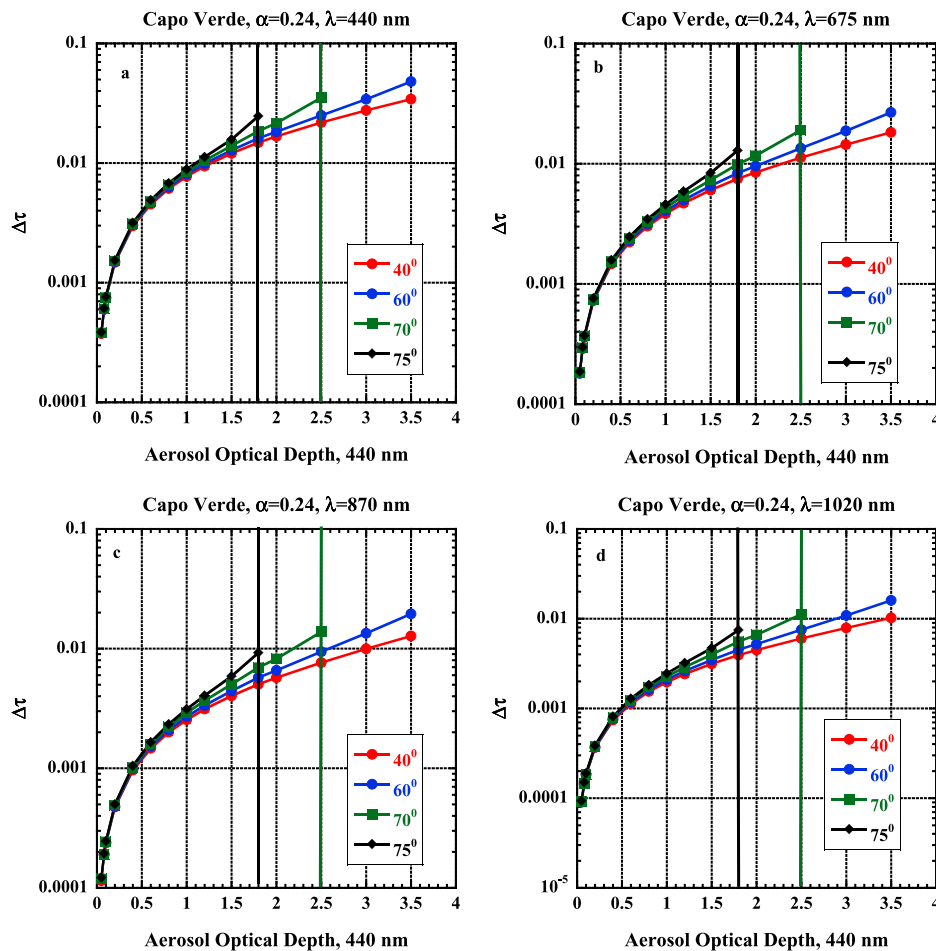 Capo Verde, α=0.24, λ=440 nm
a
0.1
0.01
0.001
0.0001
Δτ
40⁰
60⁰
70⁰
75⁰
0 0.5 1 1.5 2 2.5 3 3.5 4
Aerosol Optical Depth, 440 nm
Capo Verde, α=0.24, λ=675 nm
b
0.1
0.01
0.001
0.0001
Δτ
40⁰
60⁰
70⁰
75⁰
0 0.5 1 1.5 2 2.5 3 3.5 4
Aerosol Optical Depth, 440 nm
Capo Verde, α=0.24, λ=870 nm
c
0.1
0.01
0.001
0.0001
Δτ
40⁰
60⁰
70⁰
75⁰
0 0.5 1 1.5 2 2.5 3 3.5 4
Aerosol Optical Depth, 440 nm
Capo Verde, α=0.24, λ=1020 nm
d
0.1
0.01
0.001
0.0001
10⁻⁵
Δτ
40⁰
60⁰
70⁰
75⁰
0 0.5 1 1.5 2 2.5 3 3.5 4
Aerosol Optical Depth, 440 nm